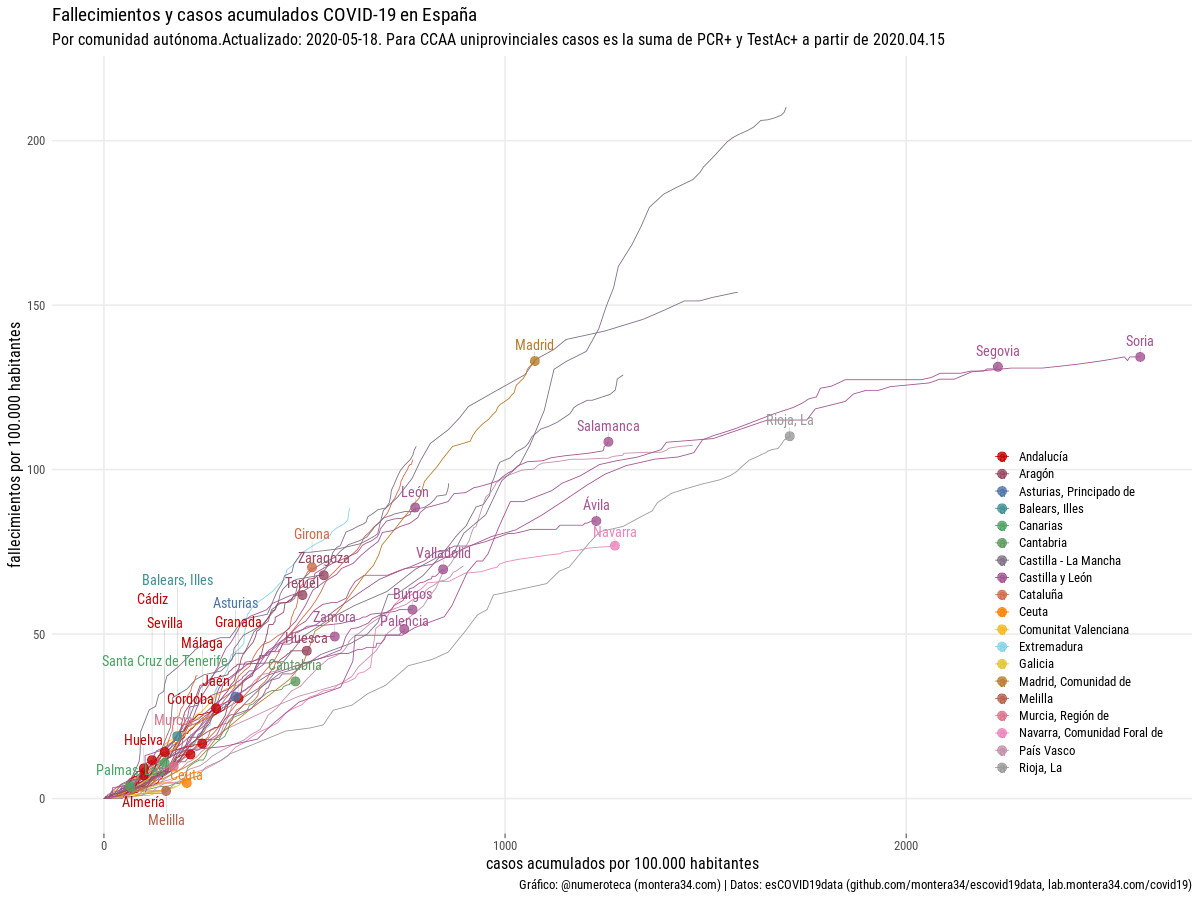 Fallecimientos y casos acumulados COVID-19 en España
Por comunidad autónoma.Actualizado: 2020-05-18. Para CCAA uniprovinciales casos es la suma de PCR+ y TestAc+ a partir de 2020.04.15
fallecimientos por 100.000 habitantes
200
150
100
50
0
Madrid
Segovia
Soria
Salamanca
Rioja, La
León
Ávila
Navarra
Girona
Zaragoza
Valladolid
Balears, Illes
Teruel
Cádiz
Asturias
Burgos
Sevilla
Granada
Zamora
Palencia
Málaga
Huesca
Santa Cruz de Tenerife
Cantabria
Jaén
Córdoba
Huelva
Ceuta
Almería
Melilla
Andalucía
Aragón
Asturias, Principado de
Balears, Illes
Canarias
Cantabria
Castilla - La Mancha
Castilla y León
Cataluña
Ceuta
Comunitat Valenciana
Extremadura
Galicia
Madrid, Comunidad de
Melilla
Murcia, Región de
Navarra, Comunidad Foral de
País Vasco
Rioja, La
0
1000
2000
casos acumulados por 100.000 habitantes
Gráfico: @numeroteca (montera34.com) | Datos: esCOVID19data (github.com/montera34/escovid19data, lab.montera34.com/covid19)